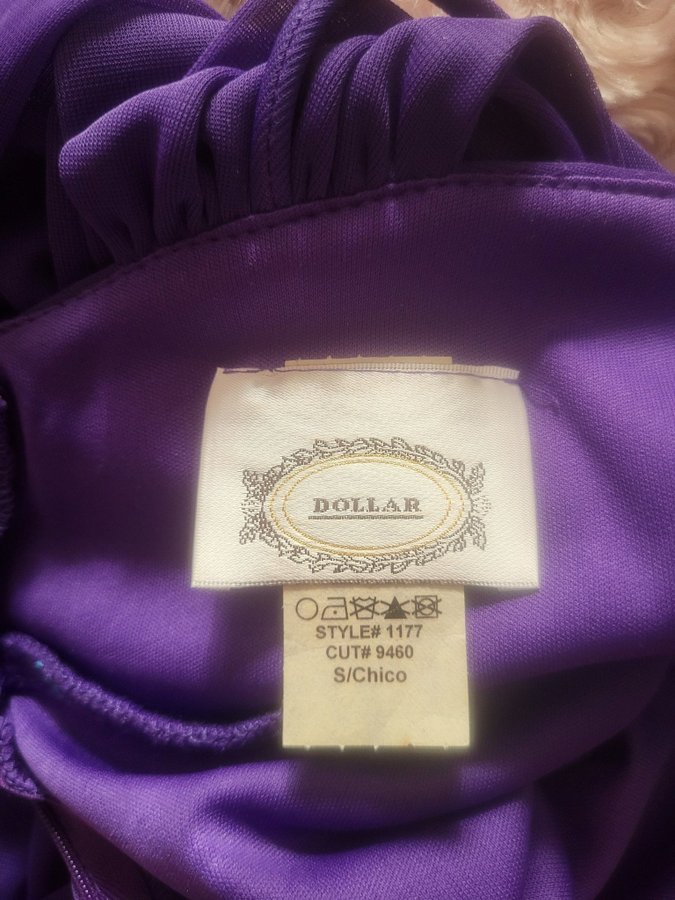 DOLLAR
STYLE# 1177
CUT# 9460
S/Chico